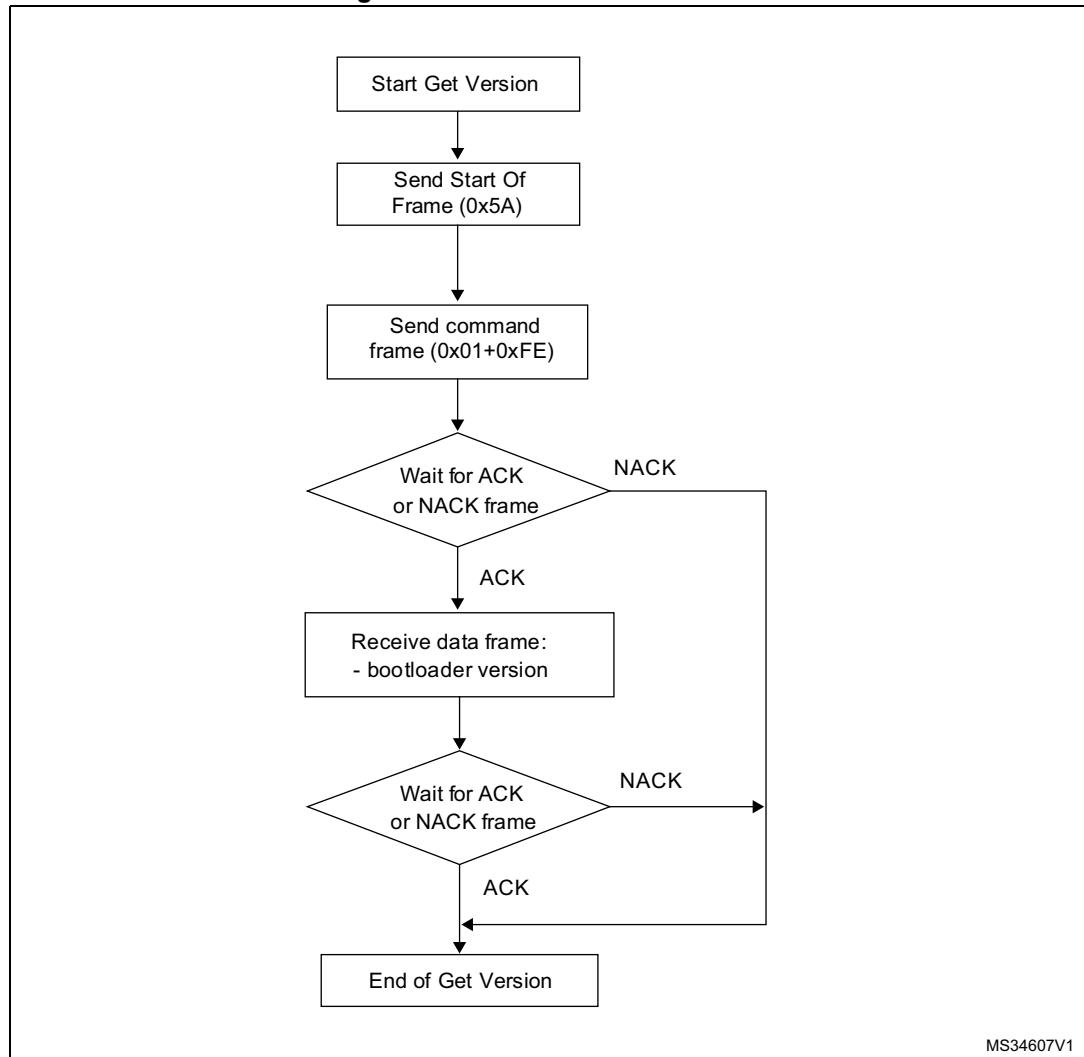 Start Get Version
Send Start Of
Frame (0x5A)
Send command
frame (0x01+0xFE)
Wait for ACK
or NACK frame
NACK
ACK
Receive data frame:
- bootloader version
Wait for ACK
or NACK frame
NACK
ACK
End of Get Version
MS34607V1